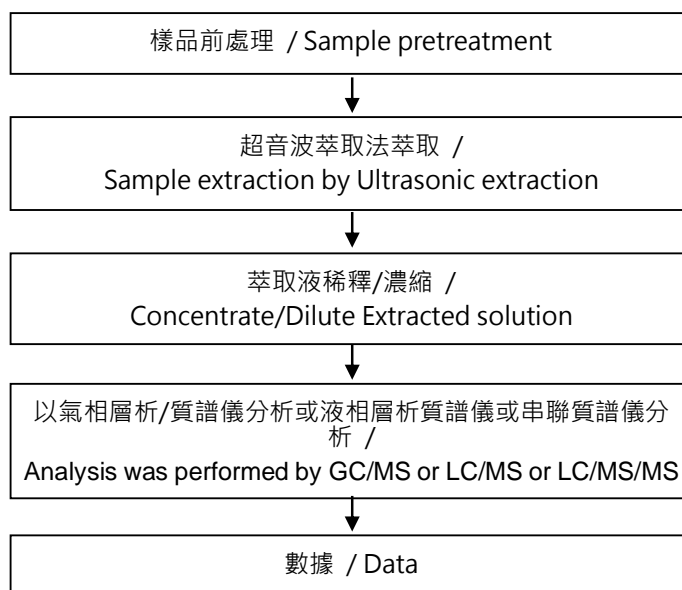 樣品前處理 / Sample pretreatment
超音波萃取法萃取 /
Sample extraction by Ultrasonic extraction
萃取液稀釋/濃縮 /
Concentrate/Dilute Extracted solution
以氣相層析/質譜儀分析或液相層析質譜儀或串聯質譜儀分
析 /
Analysis was performed by GC/MS or LC/MS or LC/MS/MS
數據 / Data